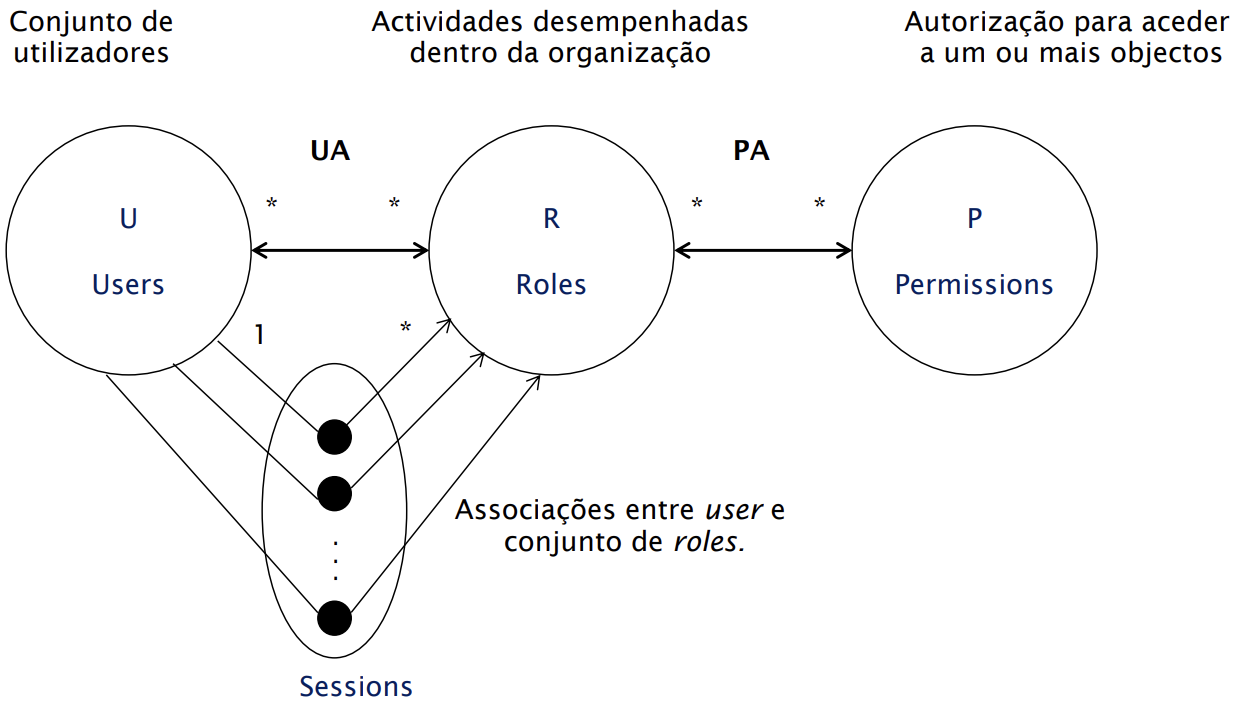 Conjunto de
utilizadores
Actividades desempenhadas
dentro da organização
Autorização para aceder
a um ou mais objectos
UA
PA
* *
* *
U
Users
R
Roles
P
Permissions
1 *
Associações entre user e
conjunto de roles.
Sessions